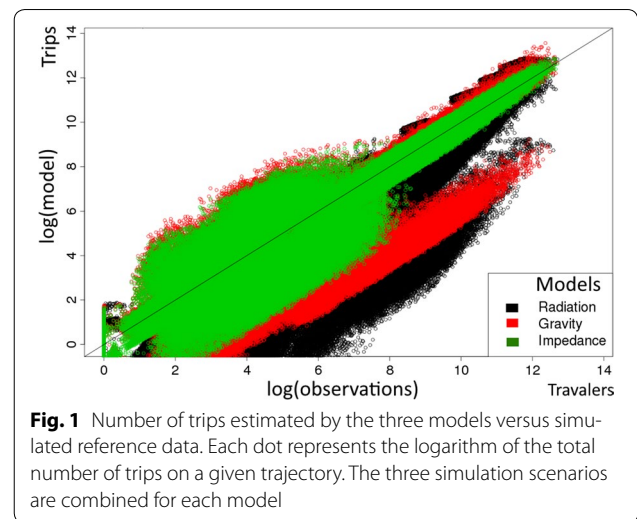 Trips
14
12
10
8
6
4
2
0
log(model)
0 2 4 6 8 10 12 14
log(observations)
Travelers
Models
Radiation
Gravity
Impedance
Fig. 1 Number of trips estimated by the three models versus simu-
lated reference data. Each dot represents the logarithm of the total
number of trips on a given trajectory. The three simulation scenarios
are combined for each model